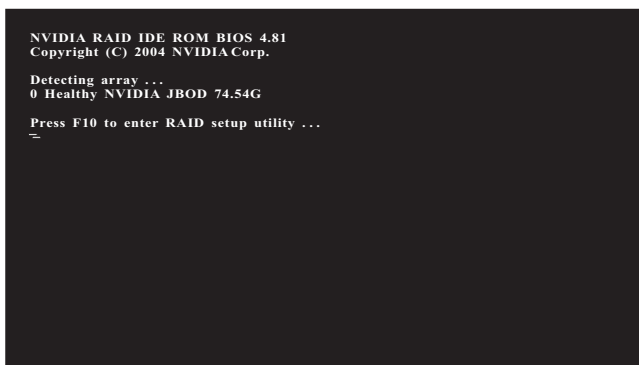 NVIDIA RAID IDE ROM BIOS 4.81
Copyright (C) 2004 NVIDIA Corp.
Detecting array ...
0 Healthy NVIDIA JBOD 74.54G
Press F10 to enter RAID setup utility ...